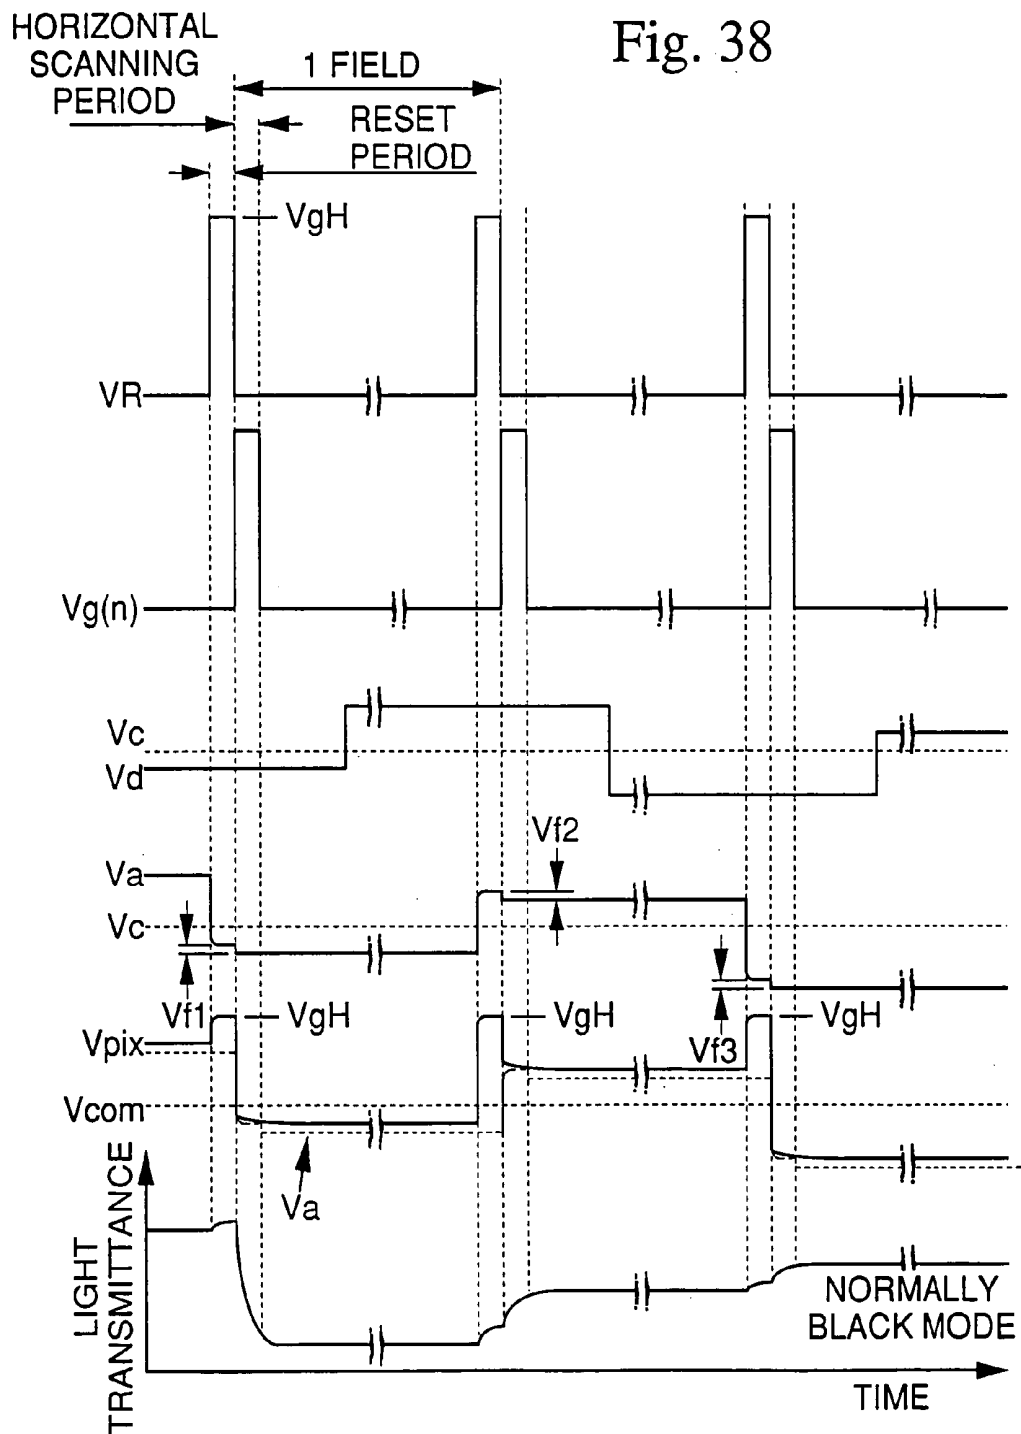 Fig. 38
HORIZONTAL
SCANNING
PERIOD
1 FIELD
RESET
PERIOD
VgH
VR
Vg(n)
Vc
Vd
Vf2
Va
Vc
Vf1
VgH
VgH
VgH
Vf3
Vpix
Vcom
Va
LIGHT
TRANSMITTANCE
NORMALLY
BLACK MODE
TIME